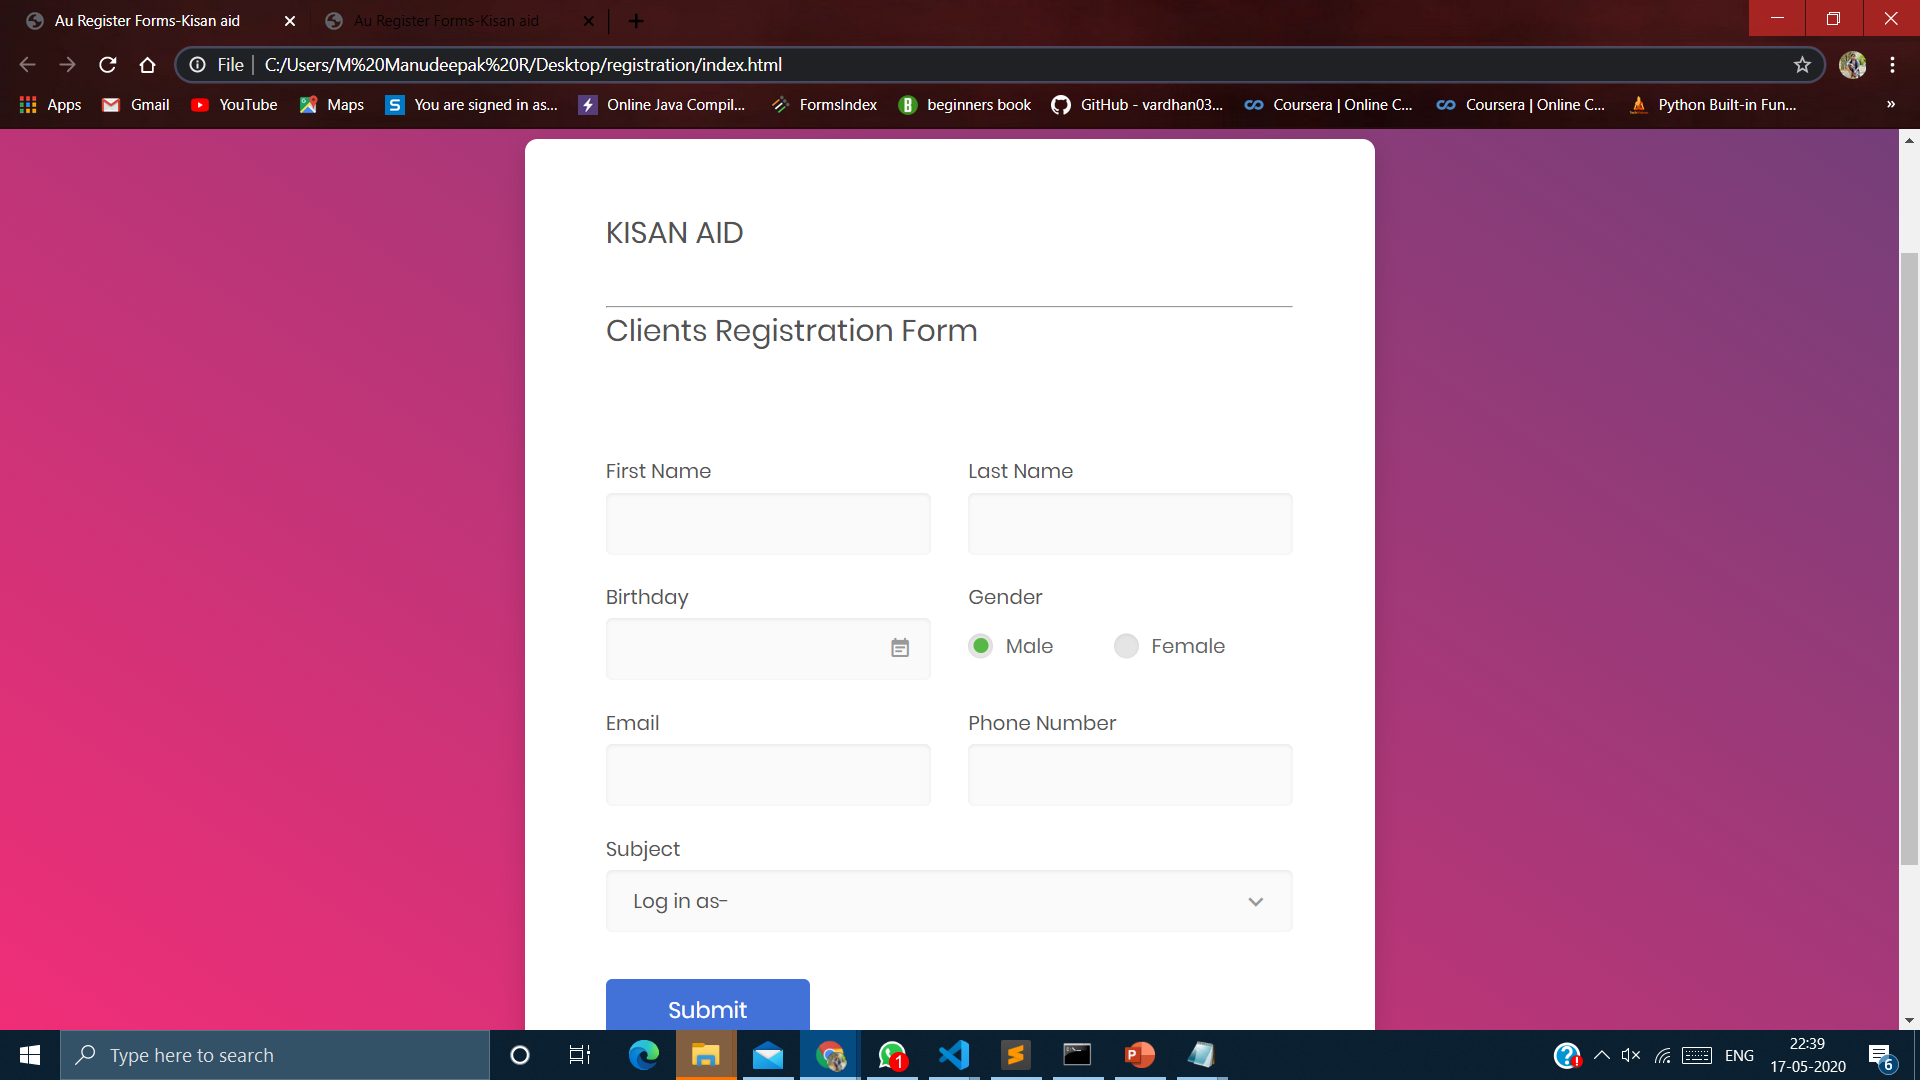 Au Register Forms-Kisan aid
Au Register Forms-Kisan aid
File
C:/Users/M%20Manudeepak%20R/Desktop/registration/index.html
Apps
Gmail
YouTube
Maps
S
You are signed in as...
Online Java Compil...
FormsIndex
B
beginners book
GitHub - vardhan03...
Coursera | Online C...
Coursera | Online C...
Python Built-in Fun...
»
KISAN AID
Clients Registration Form
First Name
Last Name
Birthday
Gender
Male
Female
Email
Phone Number
Subject
Log in as-
Submit
Type here to search
1
P
ENG
22:39
17-05-2020
6